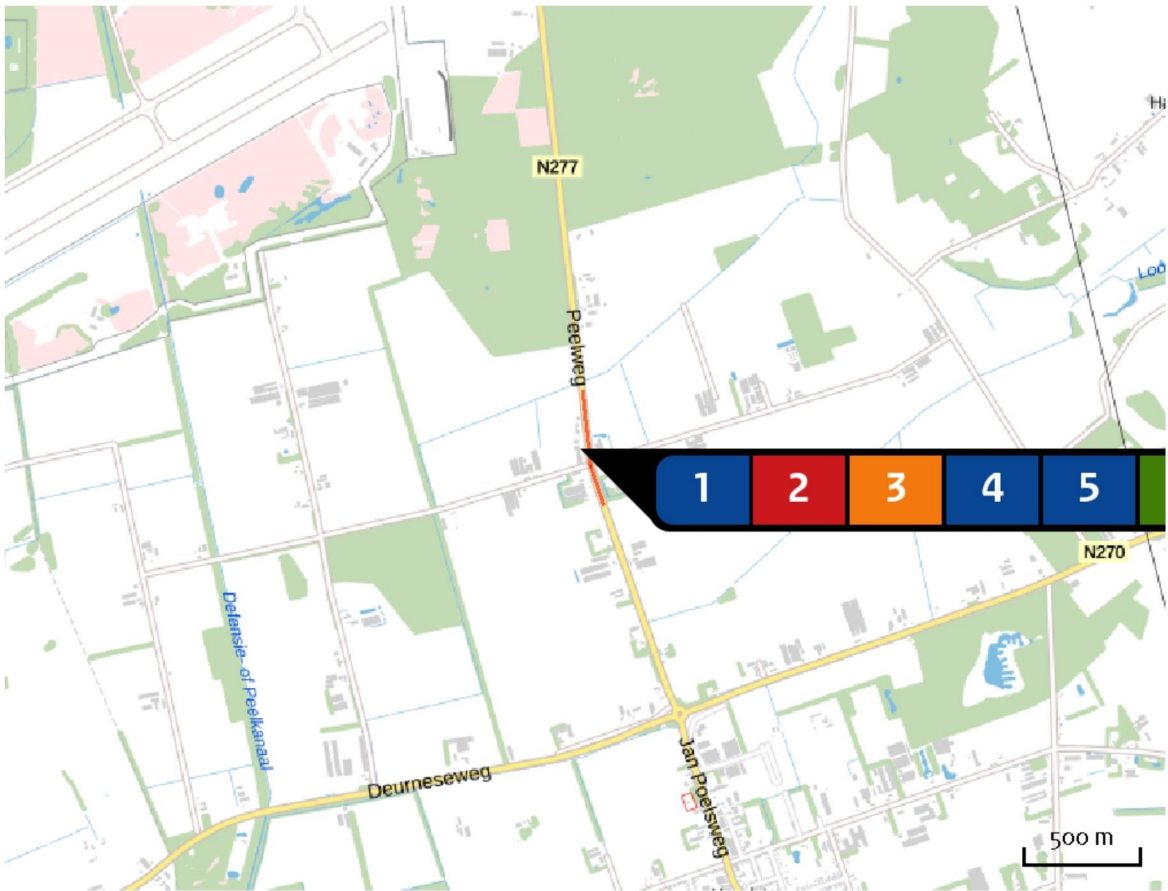 N277
Peelweg
1 2 3 4 5
N270
Defensie- of Peelkanaal
Deurneseweg
Jan Poelsweg
500 m